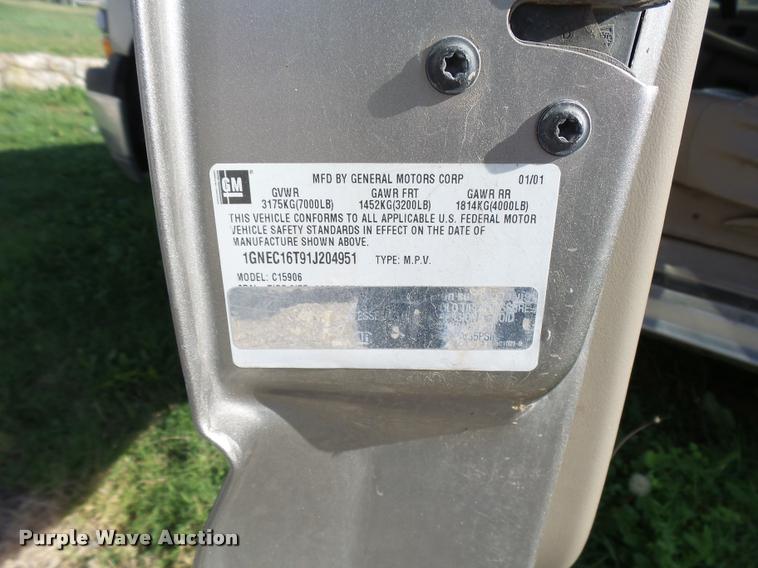 GM
MFD BY GENERAL MOTORS CORP 01/01
GVWR GAWR FRT GAWR RR
3175KG(7000LB) 1452KG(3200LB) 1814KG(4000LB)
THIS VEHICLE CONFORMS TO ALL APPLICABLE U.S. FEDERAL MOTOR
VEHICLE SAFETY STANDARDS IN EFFECT ON THE DATE OF
MANUFACTURE SHOWN ABOVE.
1GNEC16T91J204951 TYPE: M.P.V.
MODEL: C15906
Purple Wave Auction